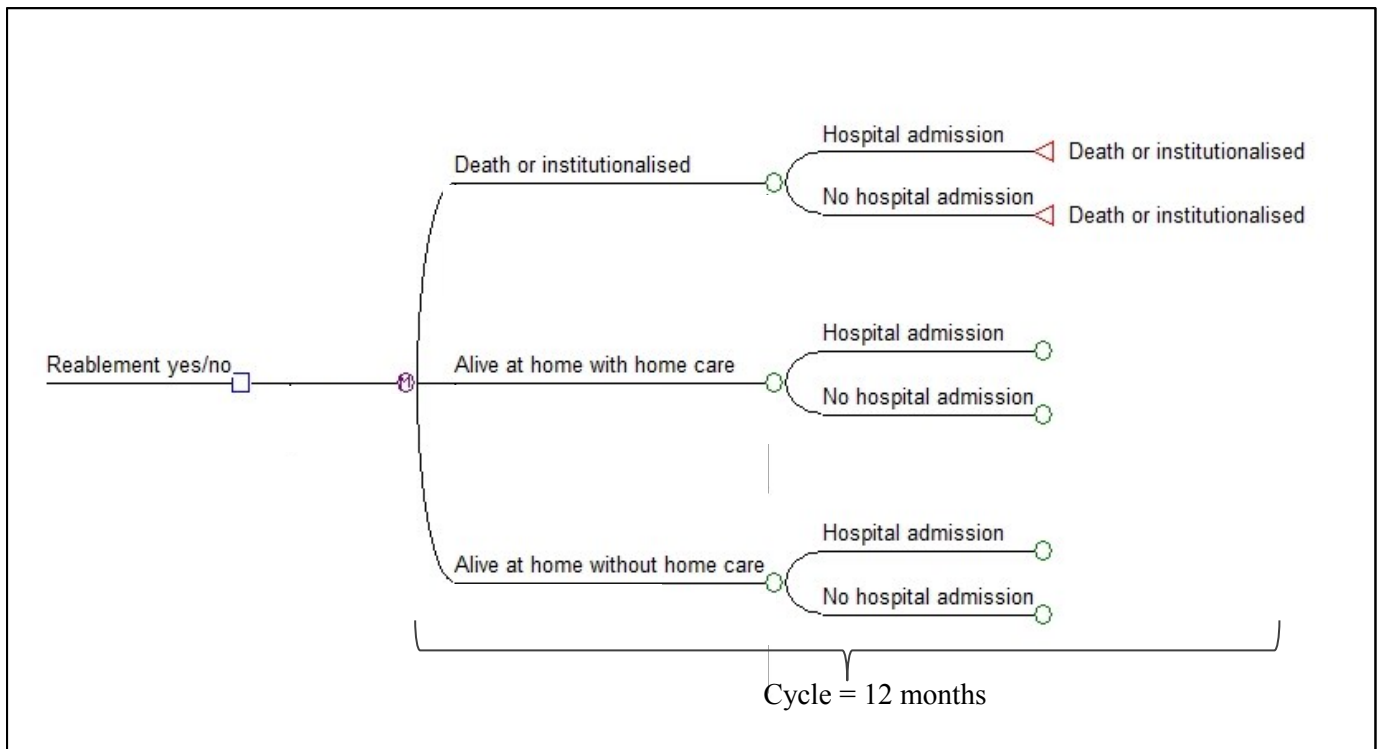 Reablement yes/no
M
Death or institutionalised
Hospital admission
Death or institutionalised
No hospital admission
Death or institutionalised
Alive at home with home care
Hospital admission
No hospital admission
Alive at home without home care
Hospital admission
No hospital admission
Cycle = 12 months